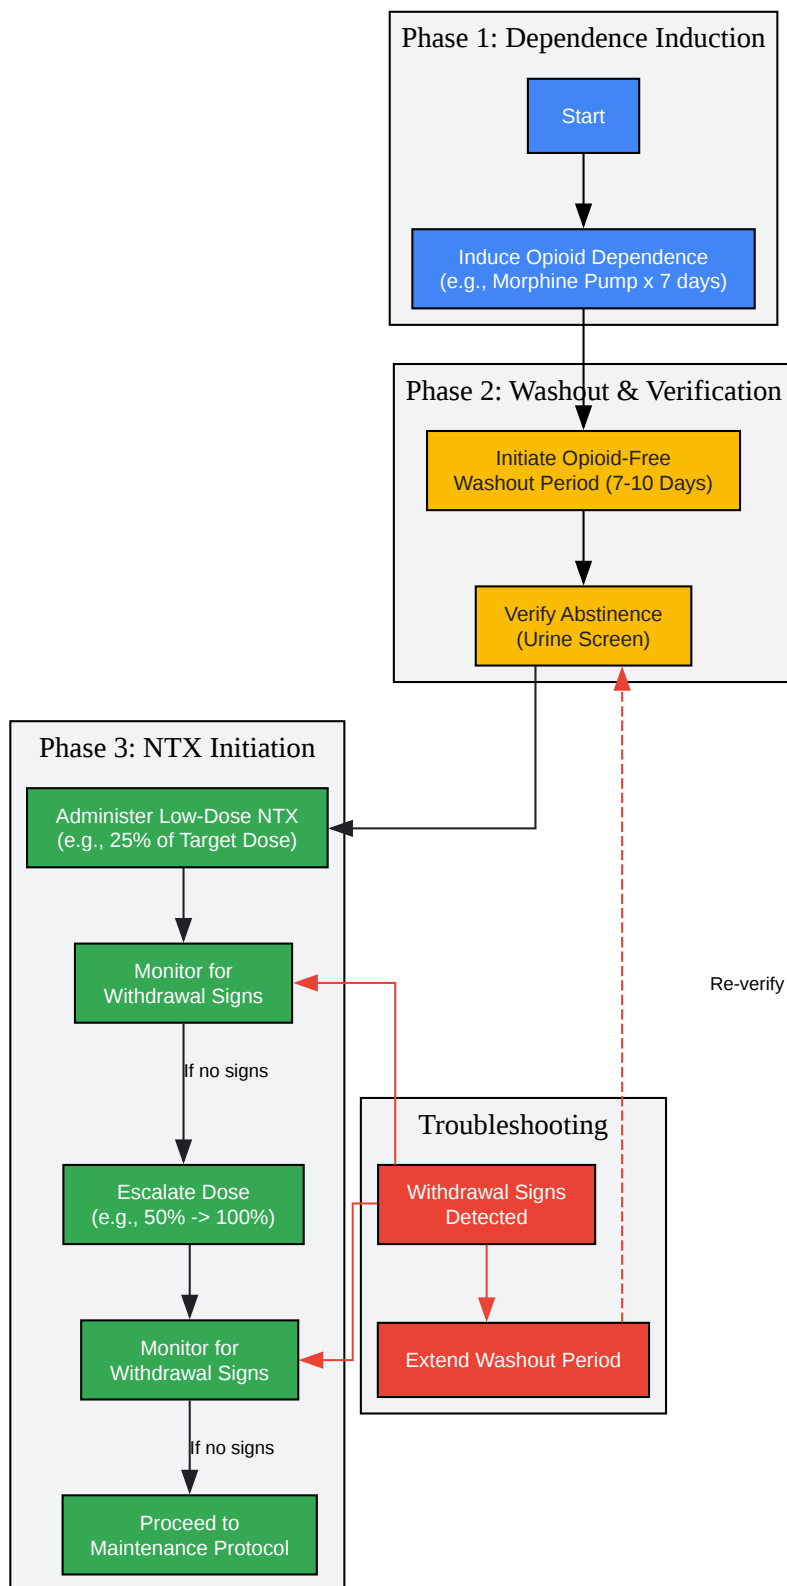 Phase 1: Dependence Induction
Start
Induce Opioid Dependence
(e.g., Morphine Pump x 7 days)
Phase 2: Washout & Verification
Initiate Opioid-Free
Washout Period (7-10 Days)
Verify Abstinence
(Urine Screen)
Phase 3: NTX Initiation
Administer Low-Dose NTX
(e.g., 25% of Target Dose)
Monitor for
Withdrawal Signs
Re-verify
If no signs
Troubleshooting
Escalate Dose
(e.g., 50% -> 100%)
Withdrawal Signs
Detected
Monitor for
Withdrawal Signs
Extend Washout Period
If no signs
Proceed to
Maintenance Protocol